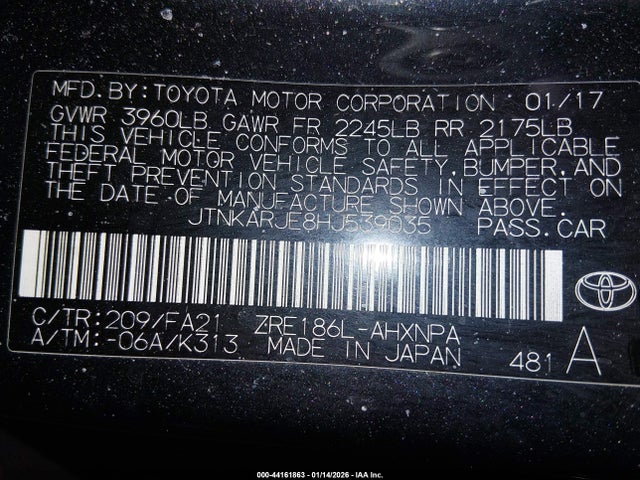 MFD. BY: TOYOTA MOTOR CORPORATION 01/17
GVWR 3960LB GAWR FR 2245LB RR 2175LB
THIS VEHICLE CONFORMS TO ALL APPLICABLE
FEDERAL MOTOR VEHICLE SAFETY, BUMPER, AND
THEFT PREVENTION STANDARDS IN EFFECT ON
THE DATE OF MANUFACTURE SHOWN ABOVE.
JTNKARJE8HJ539035 PASS. CAR
C/TR: 209/FA21 ZRE186L-AHXNPA
A/TM: -06A/K313 MADE IN JAPAN 481 A
TOYOTA
000-44161863 - 01/14/2026 - IAA Inc.